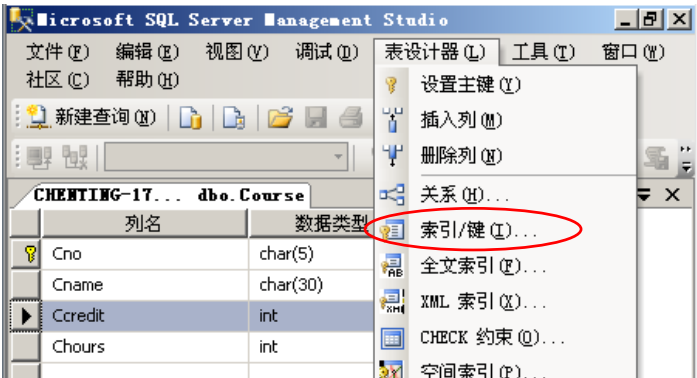 Microsoft SQL Server Management Studio
文件(F) 编辑(E) 视图(V) 调试(D) 表设计器(L) 工具(T) 窗口(W)
社区(C) 帮助(H)
设置主键(Y)
新建查询(N)
插入列(M)
删除列(N)
关系(H)...
CHENTING-17... dbo.Course
列名 数据类型
索引/键(I)...
Cno char(5)
全文索引(F)...
Cname char(30)
XML 索引(X)...
Ccredit int
CHECK 约束(O)...
Chours int
空间索引(P)...